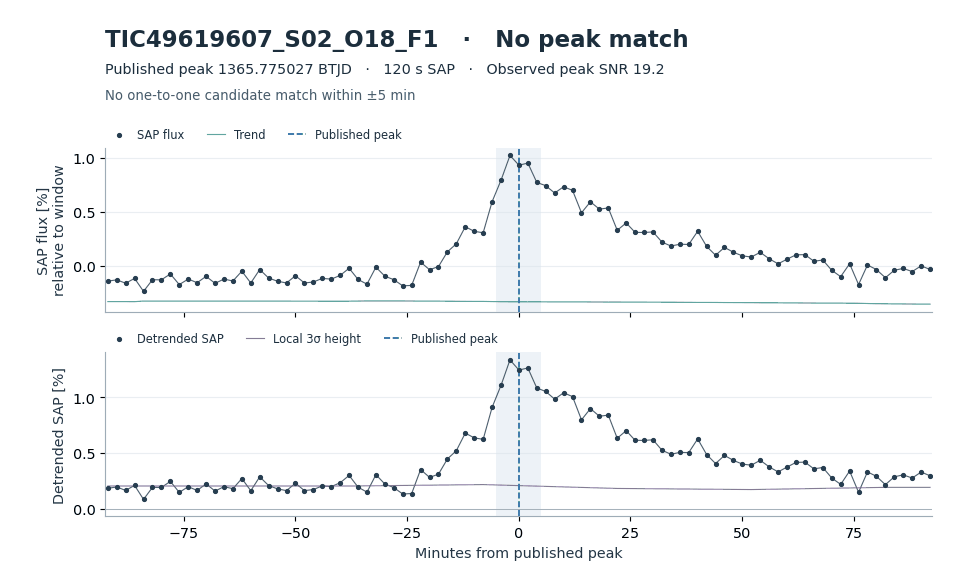 TIC49619607_S02_O18_F1 · No peak match
Published peak 1365.775027 BTJD · 120 s SAP · Observed peak SNR 19.2
No one-to-one candidate match within ±5 min
SAP flux Trend Published peak
SAP flux [%]
relative to window
1.0
0.5
0.0
Detrended SAP Local 3σ height Published peak
Detrended SAP [%]
1.0
0.5
0.0
−75 −50 −25 0 25 50 75
Minutes from published peak